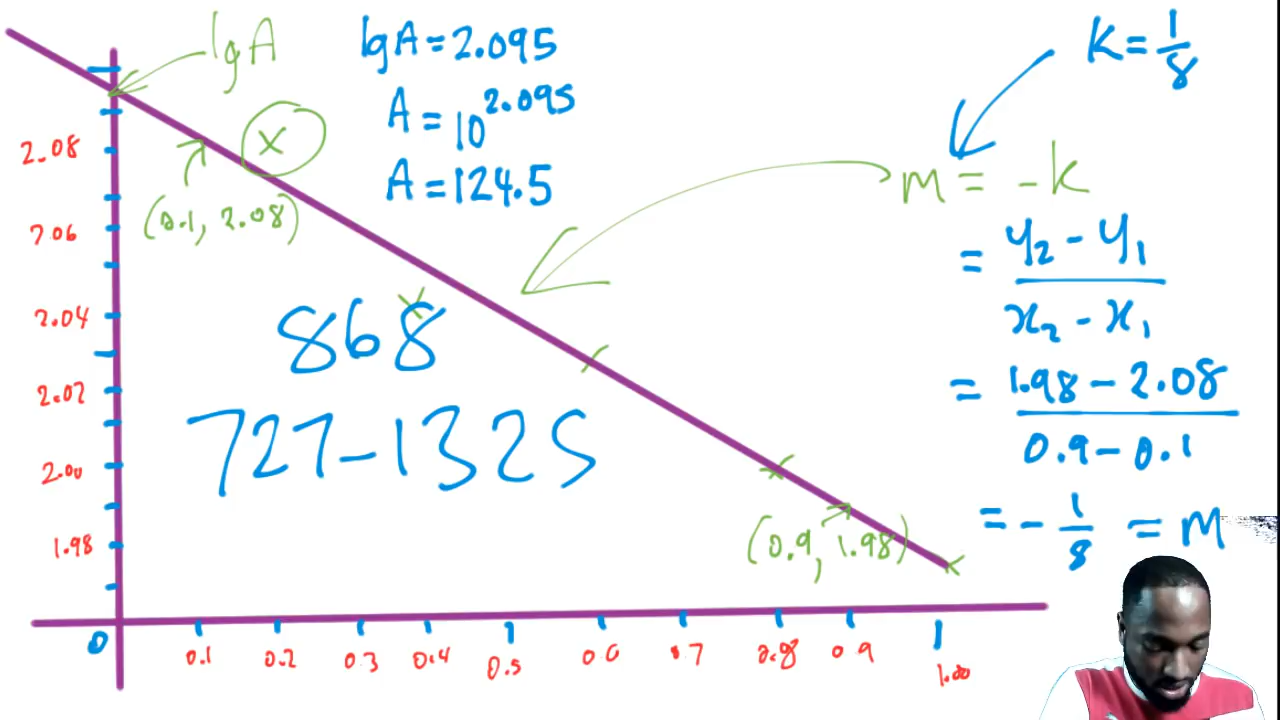 lgA
lgA = 2.095
A = 10^2.095
A = 124.5
K = 1/8
m = -k
= y2 - y1 / x2 - x1
= 1.98 - 2.08 / 0.9 - 0.1
= - 1/8 = m
x
(0.1, 2.08)
868
727-1325
(0.9, 1.98)
2.08
2.06
2.04
2.02
2.00
1.98
0
0.1
0.2
0.3
0.4
0.5
0.6
0.7
0.8
0.9
1.00